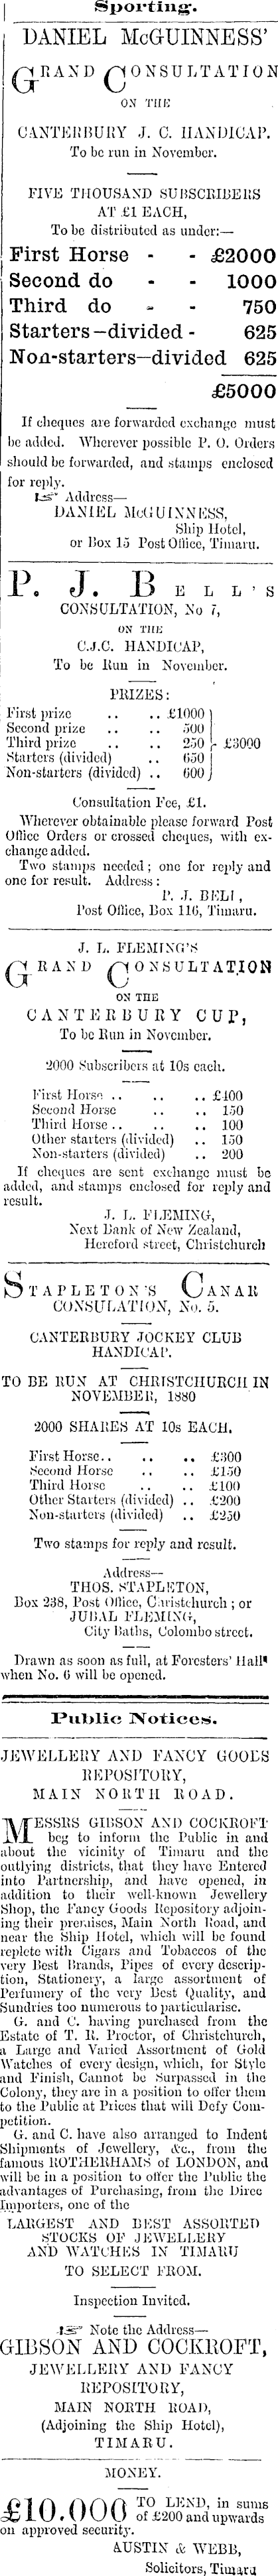 Sporting.
DANIEL McGUINNESS'
GRAND CONSULTATION
ON THE
CANTERBURY J. C. HANDICAP.
To be run in November.
FIVE THOUSAND SUBSCRIBERS
AT £1 EACH,
To be distributed as under:—
First Horse - - £2000
Second do - - 1000
Third do - - 750
Starters—divided - 625
Non-starters—divided 625
£5000
If cheques are forwarded exchange must
be added. Wherever possible P. O. Orders
should be forwarded, and stamps enclosed
for reply.
☞ Address—
DANIEL McGUINNESS,
Ship Hotel,
or Box 15 Post Office, Timaru.
P. J. BELL'S
CONSULTATION, No 7,
ON THE
C.J.C. HANDICAP,
To be Run in November.
PRIZES:
First prize .. .. £1000
Second prize .. .. 500
Third prize .. .. 250 £3000
Starters (divided) 650
Non-starters (divided) .. 600
Consultation Fee, £1.
Wherever obtainable please forward Post
Office Orders or crossed cheques, with ex-
change added.
Two stamps needed; one for reply and
one for result. Address:
P. J. BELL,
Post Office, Box 116, Timaru.
J. L. FLEMING'S
GRAND CONSULTATION
ON THE
CANTERBURY CUP,
To be Run in November.
2000 Subscribers at 10s each.
First Horse .. .. .. £400
Second Horse .. .. 150
Third Horse .. .. .. 100
Other starters (divided) .. 150
Non-starters (divided) .. 200
If cheques are sent exchange must be
added, and stamps enclosed for reply and
result.
J. L. FLEMING,
Next Bank of New Zealand,
Hereford street, Christchurch
STAPLETON'S CANAR
CONSULATION, No. 5.
CANTERBURY JOCKEY CLUB
HANDICAP.
TO BE RUN AT CHRISTCHURCH IN
NOVEMBER, 1880
2000 SHARES AT 10s EACH.
First Horse.. .. .. £300
Second Horse .. .. £150
Third Horse .. .. £100
Other Starters (divided) .. £200
Non-starters (divided) .. £250
Two stamps for reply and result.
Address—
THOS. STAPLETON,
Box 238, Post Office, Christchurch; or
JUBAL FLEMING,
City Baths, Colombo street.
Drawn as soon as full, at Foresters' Hall
when No. 6 will be opened.
Public Notices.
JEWELLERY AND FANCY GOODS
REPOSITORY,
MAIN NORTH ROAD.
MESSRS GIBSON AND COCKROFT
beg to inform the Public in and
about the vicinity of Timaru and the
outlying districts, that they have Entered
into Partnership, and have opened, in
addition to their well-known Jewellery
Shop, the Fancy Goods Repository adjoin-
ing their premises, Main North Road, and
near the Ship Hotel, which will be found
replete with Cigars and Tobaccos of the
very Best Brands, Pipes of every descrip-
tion, Stationery, a large assortment of
Perfumery of the very Best Quality, and
Sundries too numerous to particularise.
G. and C. having purchased from the
Estate of T. R. Proctor, of Christchurch,
a Large and Varied Assortment of Gold
Watches of every design, which, for Style
and Finish, Cannot be Surpassed in the
Colony, they are in a position to offer them
to the Public at Prices that will Defy Com-
petition.
G. and C. have also arranged to Indent
Shipments of Jewellery, &c., from the
famous ROTHERHAMS of LONDON, and
will be in a position to offer the Public the
advantages of Purchasing, from the Direc
Importers, one of the
LARGEST AND BEST ASSORTED
STOCKS OF JEWELLERY
AND WATCHES IN TIMARU
TO SELECT FROM.
Inspection Invited.
☞ Note the Address—
GIBSON AND COCKROFT,
JEWELLERY AND FANCY
REPOSITORY,
MAIN NORTH ROAD,
(Adjoining the Ship Hotel),
TIMARU.
MONEY.
£10,000 TO LEND, in sums
of £200 and upwards
on approved security.
AUSTIN & WEBB,
Solicitors, Timaru